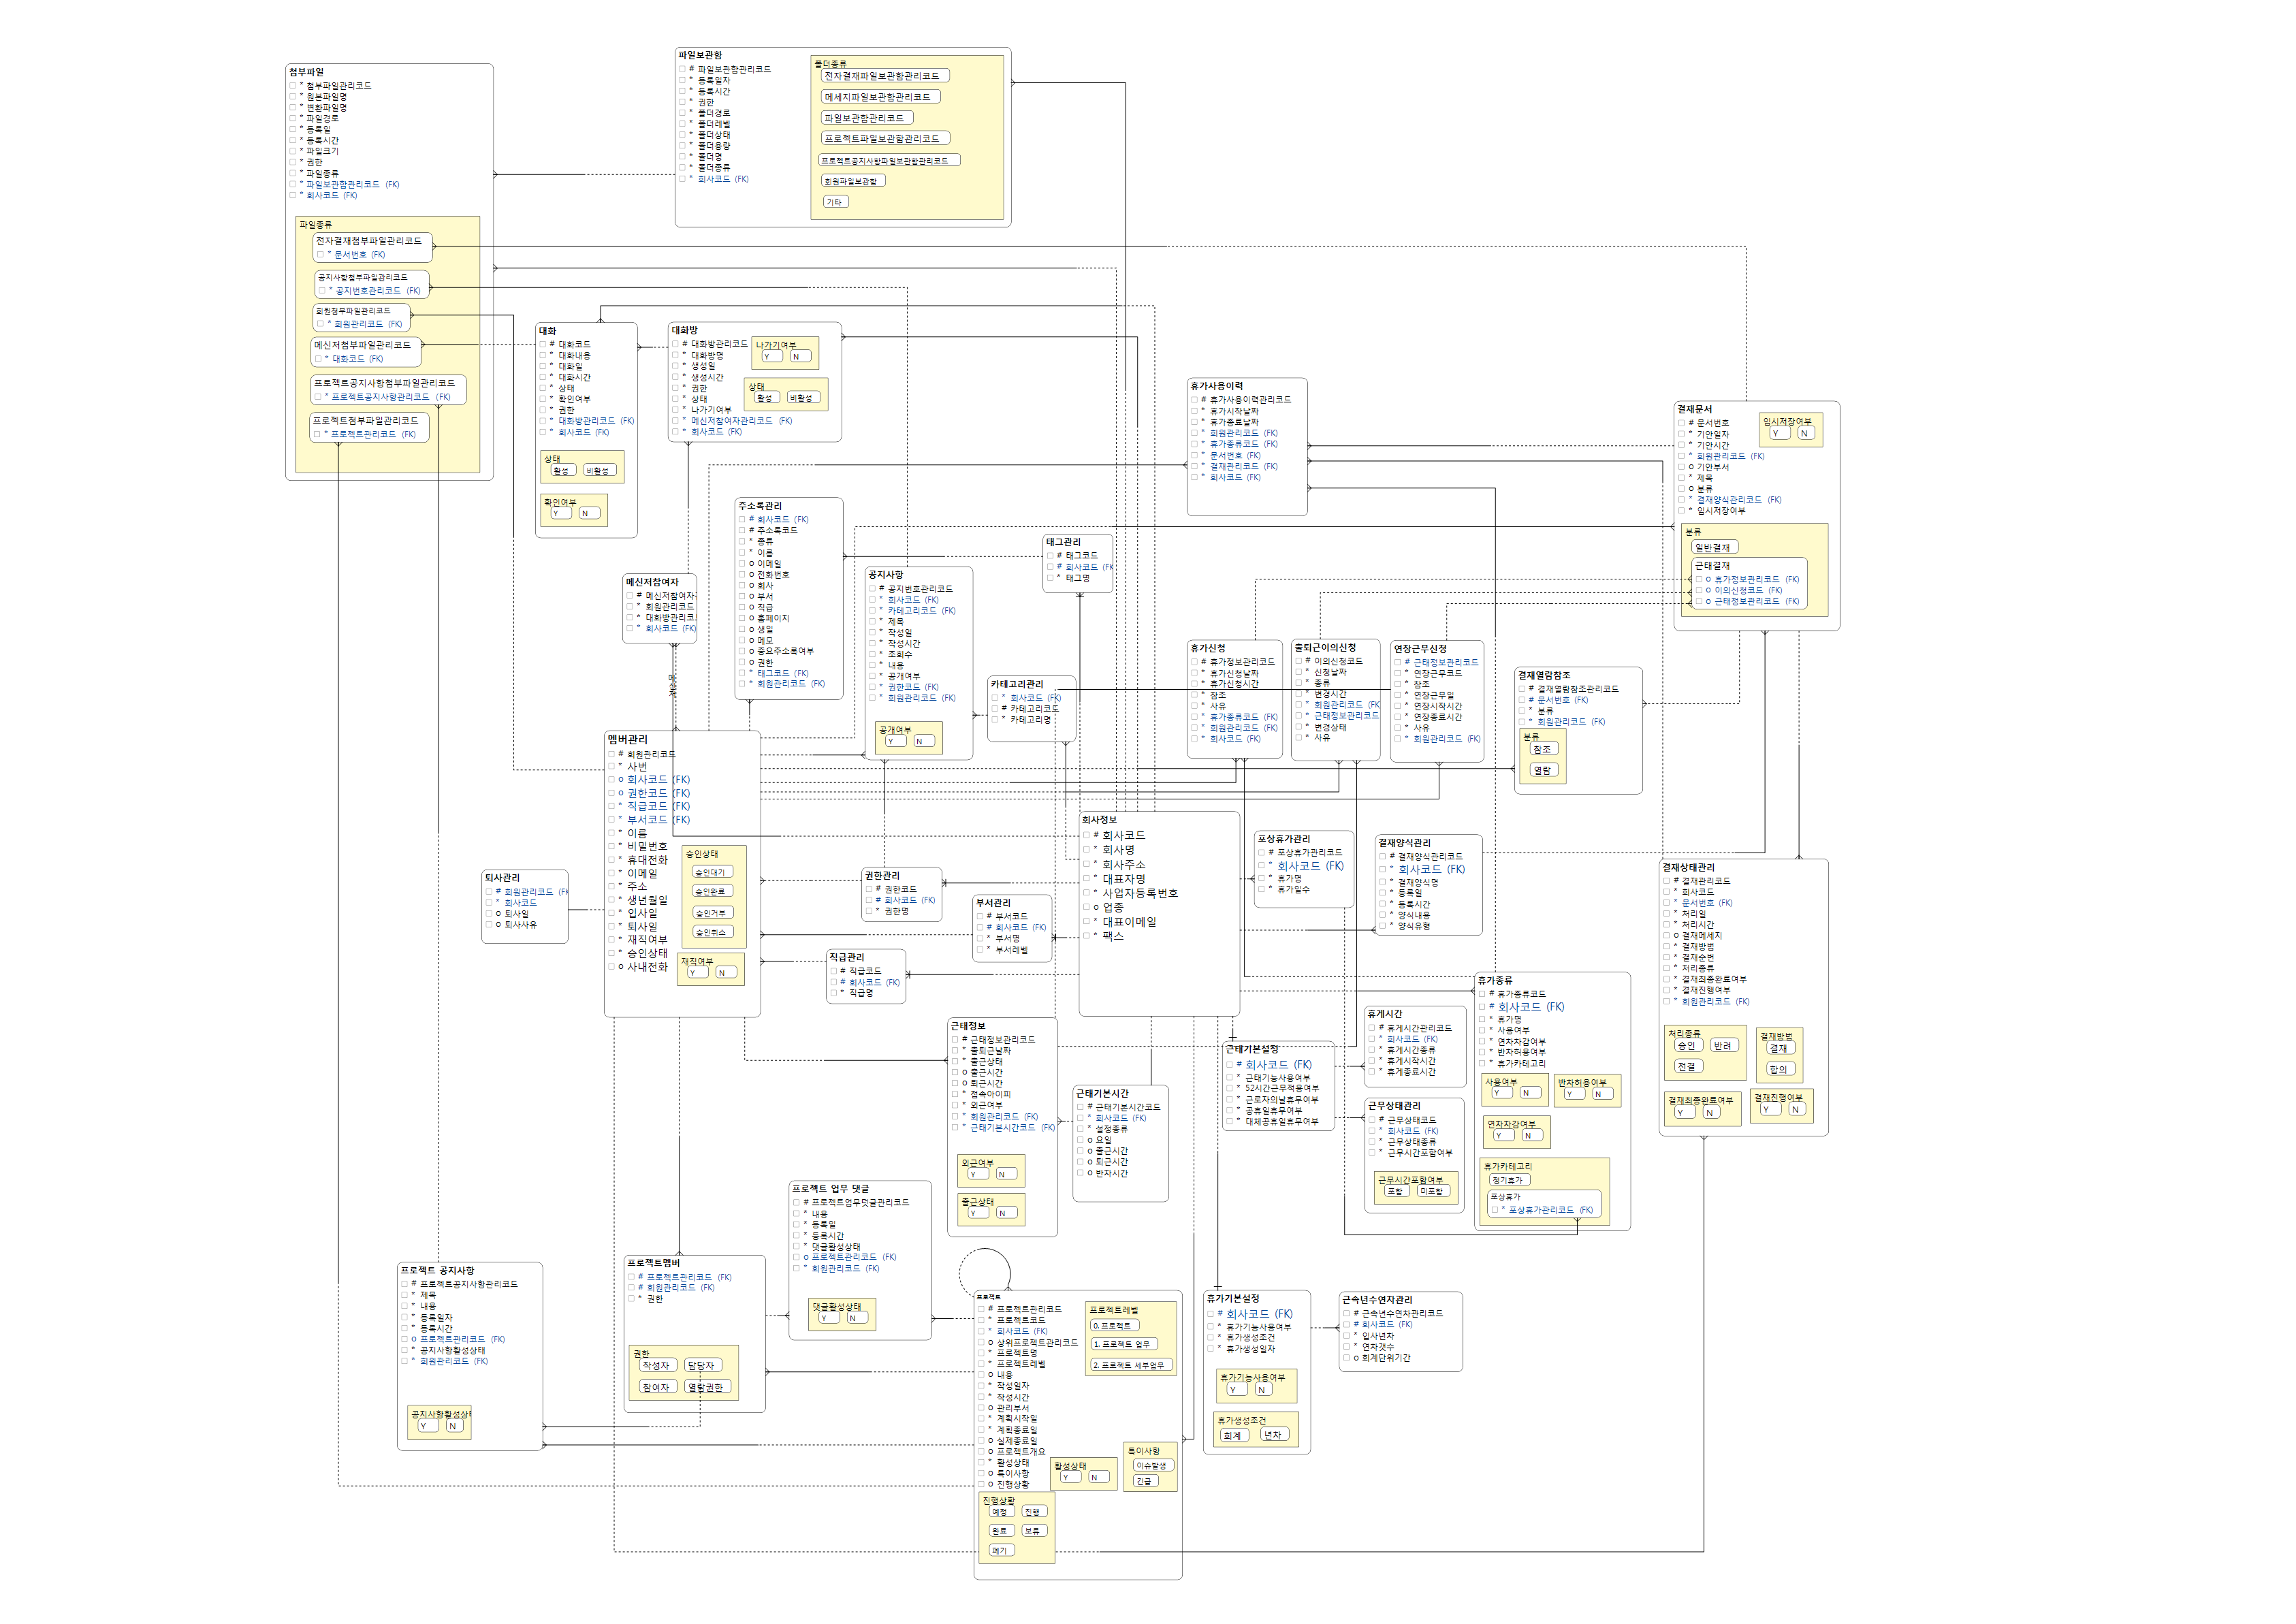 첨부파일
* 첨부파일관리코드
* 원본파일명
* 변환파일명
* 파일경로
* 등록일
* 등록시간
* 파일크기
* 권한
* 파일종류
* 파일보관함관리코드 (FK)
* 회사코드 (FK)
파일종류
전자결재첨부파일관리코드
* 문서번호 (FK)
공지사항첨부파일관리코드
* 공지번호관리코드 (FK)
회원첨부파일관리코드
* 회원관리코드 (FK)
메신저첨부파일관리코드
* 대화코드 (FK)
프로젝트공지사항첨부파일관리코드
* 프로젝트공지사항관리코드 (FK)
프로젝트첨부파일관리코드
* 프로젝트관리코드 (FK)
파일보관함
# 파일보관함관리코드
* 등록일자
* 등록시간
* 권한
* 폴더경로
* 폴더레벨
* 폴더상태
* 폴더용량
* 폴더명
* 폴더종류
* 회사코드 (FK)
폴더종류
전자결재파일보관함관리코드
메세지파일보관함관리코드
파일보관함관리코드
프로젝트파일보관함관리코드
프로젝트공지사항파일보관함관리코드
회원파일보관함
기타
대화
# 대화코드
* 대화내용
* 대화일
* 대화시간
* 상태
* 확인여부
* 권한
* 대화방관리코드 (FK)
* 회사코드 (FK)
상태
활성 비활성
확인여부
Y N
대화방
# 대화방관리코드
* 대화방명
* 생성일
* 생성시간
* 권한
* 상태
* 나가기여부
* 메신저참여자관리코드 (FK)
* 회사코드 (FK)
나가기여부
Y N
상태
활성 비활성
휴가사용이력
# 휴가사용이력관리코드
* 휴가시작날짜
* 휴가종료날짜
* 회원관리코드 (FK)
* 휴가종류코드 (FK)
* 문서번호 (FK)
* 결재관리코드 (FK)
* 회사코드 (FK)
결재문서
# 문서번호
* 기안일자
* 기안시간
* 회원관리코드 (FK)
o 기안부서
* 제목
o 분류
* 결재양식관리코드 (FK)
* 임시저장여부
임시저장여부
Y N
분류
일반결재
근태결재
o 휴가정보관리코드 (FK)
o 이의신청코드 (FK)
o 근태정보관리코드 (FK)
주소록관리
# 회사코드 (FK)
# 주소록코드
* 종류
* 이름
o 이메일
o 전화번호
o 회사
o 부서
o 직급
o 홈페이지
o 생일
o 메모
o 중요주소록여부
o 권한
* 태그코드 (FK)
* 회원관리코드 (FK)
태그관리
# 태그코드
# 회사코드 (FK
* 태그명
메신저참여자
# 메신저참여자
* 회원관리코드
* 대화방관리코
* 회사코드 (FK)
공지사항
# 공지번호관리코드
* 회사코드 (FK)
* 카테고리코드 (FK)
* 제목
* 작성일
* 작성시간
* 조회수
* 내용
* 공개여부
* 권한코드 (FK)
* 회원관리코드 (FK)
공개여부
Y N
카테고리관리
* 회사코드 (FK)
# 카테고리코드
* 카테고리명
휴가신청
# 휴가정보관리코드
* 휴가신청날짜
* 휴가신청시간
* 참조
* 사유
* 휴가종류코드 (FK)
* 회원관리코드 (FK)
* 회사코드 (FK)
출퇴근이의신청
# 이의신청코드
* 신청날짜
* 종류
* 변경시간
* 회원관리코드 (FK
* 근태정보관리코드
* 변경상태
* 사유
연장근무신청
# 근태정보관리코드
* 연장근무코드
* 참조
* 연장근무일
* 연장시작시간
* 연장종료시간
* 사유
* 회원관리코드 (FK)
결재열람참조
# 결재열람참조관리코드
# 문서번호 (FK)
* 분류
* 회원관리코드 (FK)
분류
참조
열람
멤버관리
# 회원관리코드
* 사번
o 회사코드 (FK)
o 권한코드 (FK)
* 직급코드 (FK)
* 부서코드 (FK)
* 이름
* 비밀번호
* 휴대전화
* 이메일
* 주소
* 생년월일
* 입사일
* 퇴사일
* 재직여부
* 승인상태
o 사내전화
승인상태
승인대기
승인완료
승인거부
승인취소
재직여부
Y N
퇴사관리
# 회원관리코드 (FK
* 회사코드
o 퇴사일
o 퇴사사유
권한관리
# 권한코드
# 회사코드 (FK)
* 권한명
부서관리
# 부서코드
# 회사코드 (FK)
* 부서명
* 부서레벨
직급관리
# 직급코드
# 회사코드 (FK)
* 직급명
회사정보
# 회사코드
* 회사명
* 회사주소
* 대표자명
* 사업자등록번호
o 업종
* 대표이메일
* 팩스
포상휴가관리
# 포상휴가관리코드
* 회사코드 (FK)
* 휴가명
* 휴가일수
결재양식관리
# 결재양식관리코드
* 회사코드 (FK)
* 결재양식명
* 등록일
* 등록시간
* 양식내용
* 양식유형
결재상태관리
# 결재관리코드
* 회사코드
* 문서번호 (FK)
* 처리일
* 처리시간
o 결재메세지
* 결재방법
* 결재순번
* 처리종류
* 결재최종완료여부
* 결재진행여부
* 회원관리코드 (FK)
처리종류
승인 반려
전결
결재방법
결재
합의
결재최종완료여부
Y N
결재진행여부
Y N
휴가종류
# 휴가종류코드
# 회사코드 (FK)
* 휴가명
* 사용여부
* 연차차감여부
* 반차허용여부
* 휴가카테고리
사용여부
Y N
반차허용여부
Y N
연차차감여부
Y N
휴가카테고리
정기휴가
포상휴가
* 포상휴가관리코드 (FK)
휴게시간
# 휴게시간관리코드
* 회사코드 (FK)
* 휴게시간종류
* 휴게시작시간
* 휴게종료시간
근태기본설정
# 회사코드 (FK)
* 근태기능사용여부
* 52시간근무적용여부
* 근로자의날휴무여부
* 공휴일휴무여부
* 대체공휴일휴무여부
근무상태관리
# 근무상태코드
* 회사코드 (FK)
* 근무상태종류
* 근무시간포함여부
근무시간포함여부
포함 미포함
근태정보
# 근태정보관리코드
* 출퇴근날짜
* 출근상태
o 출근시간
o 퇴근시간
* 접속아이피
* 외근여부
* 회원관리코드 (FK)
* 근태기본시간코드 (FK)
외근여부
Y N
출근상태
Y N
근태기본시간
# 근태기본시간코드
* 회사코드 (FK)
* 설정종류
o 요일
o 출근시간
o 퇴근시간
o 반차시간
프로젝트 업무 댓글
# 프로젝트업무댓글관리코드
* 내용
* 등록일
* 등록시간
* 댓글활성상태
o 프로젝트관리코드 (FK)
* 회원관리코드 (FK)
댓글활성상태
Y N
프로젝트 공지사항
# 프로젝트공지사항관리코드
* 제목
* 내용
* 등록일자
* 등록시간
o 프로젝트관리코드 (FK)
* 공지사항활성상태
* 회원관리코드 (FK)
공지사항활성상태
Y N
프로젝트멤버
# 프로젝트관리코드 (FK)
# 회원관리코드 (FK)
* 권한
권한
작성자 담당자
참여자 열람권한
프로젝트
# 프로젝트관리코드
* 프로젝트코드
* 회사코드 (FK)
o 상위프로젝트관리코드
* 프로젝트명
* 프로젝트레벨
o 내용
* 작성일자
* 작성시간
o 관리부서
* 계획시작일
* 계획종료일
o 실제종료일
o 프로젝트개요
* 활성상태
o 특이사항
o 진행상황
프로젝트레벨
0. 프로젝트
1. 프로젝트 업무
2. 프로젝트 세부업무
활성상태
Y N
특이사항
이슈발생
긴급
진행상황
예정 진행
완료 보류
폐기
휴가기본설정
# 회사코드 (FK)
* 휴가기능사용여부
* 휴가생성조건
* 휴가생성일자
휴가기능사용여부
Y N
휴가생성조건
회계 년차
근속년수연차관리
# 근속년수연차관리코드
# 회사코드 (FK)
* 입사년차
* 연차갯수
o 회계단위기간